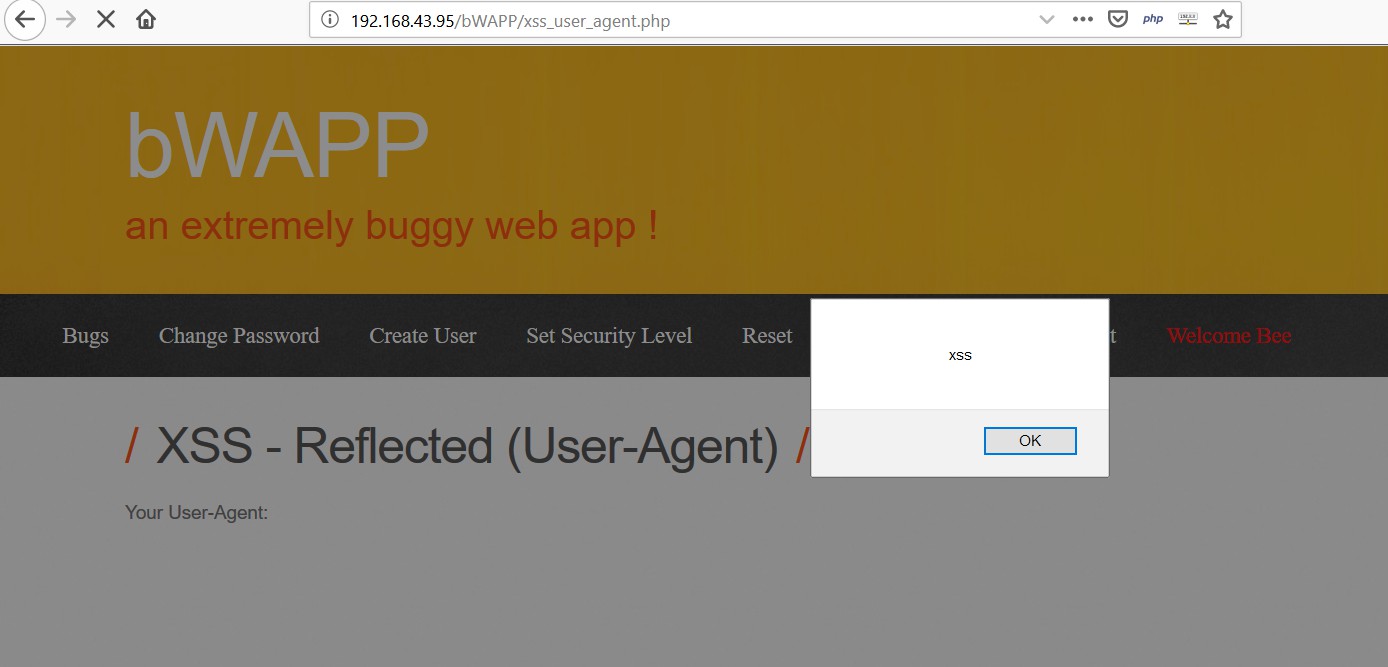 192.168.43.95/bWAPP/xss_user_agent.php
php
bWAPP
an extremely buggy web app !
Bugs Change Password Create User Set Security Level Reset t Welcome Bee
xss
OK
/ XSS - Reflected (User-Agent) /
Your User-Agent: